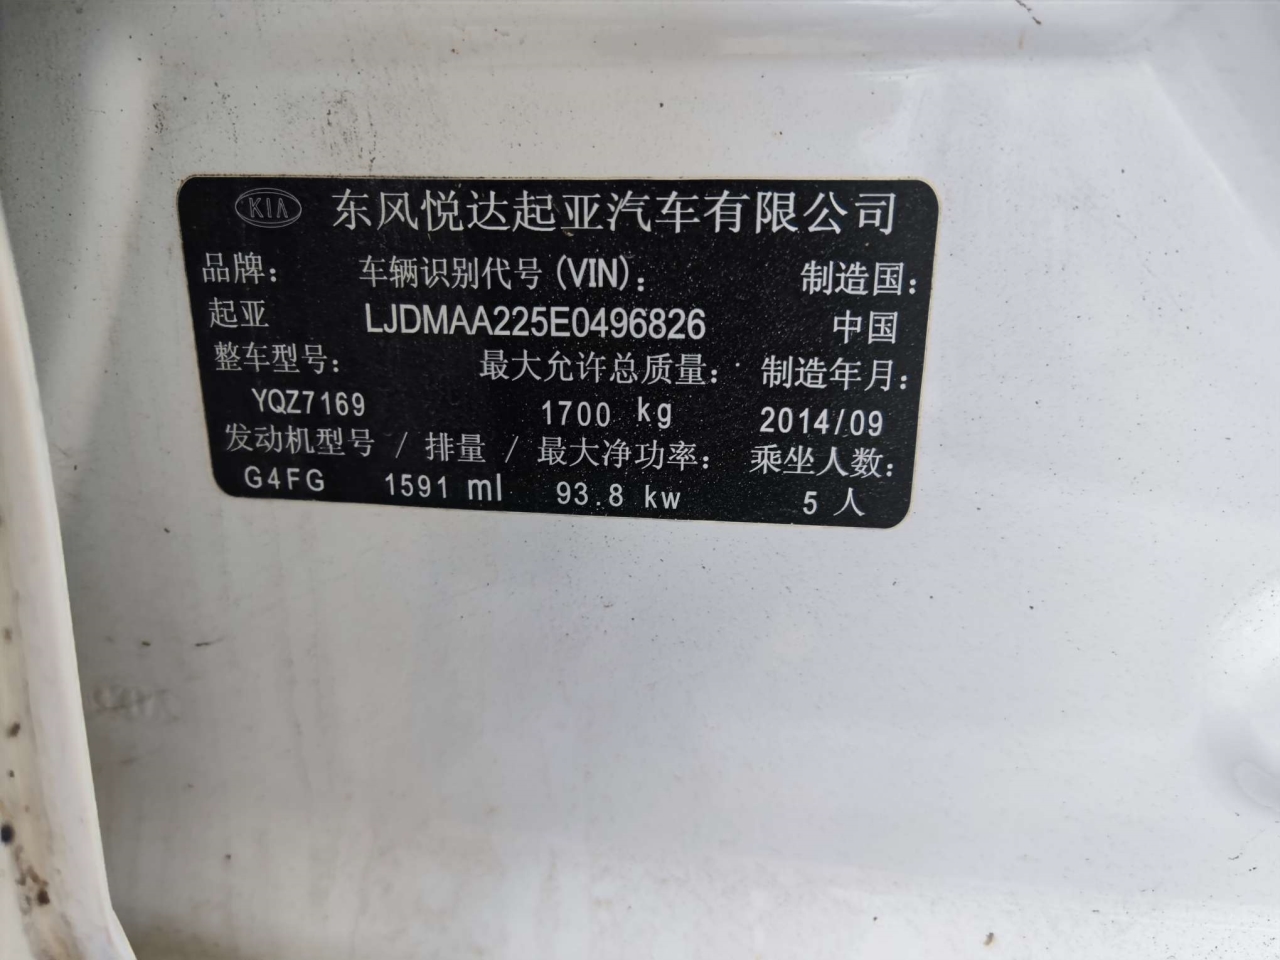 KIA 东风悦达起亚汽车有限公司
品牌： 车辆识别代号(VIN)： 制造国：
起亚 LJDMAA225E0496826 中国
整车型号： 最大允许总质量： 制造年月：
YQZ7169 1700 kg 2014/09
发动机型号 / 排量 / 最大净功率： 乘坐人数：
G4FG 1591 ml 93.8 kw 5 人